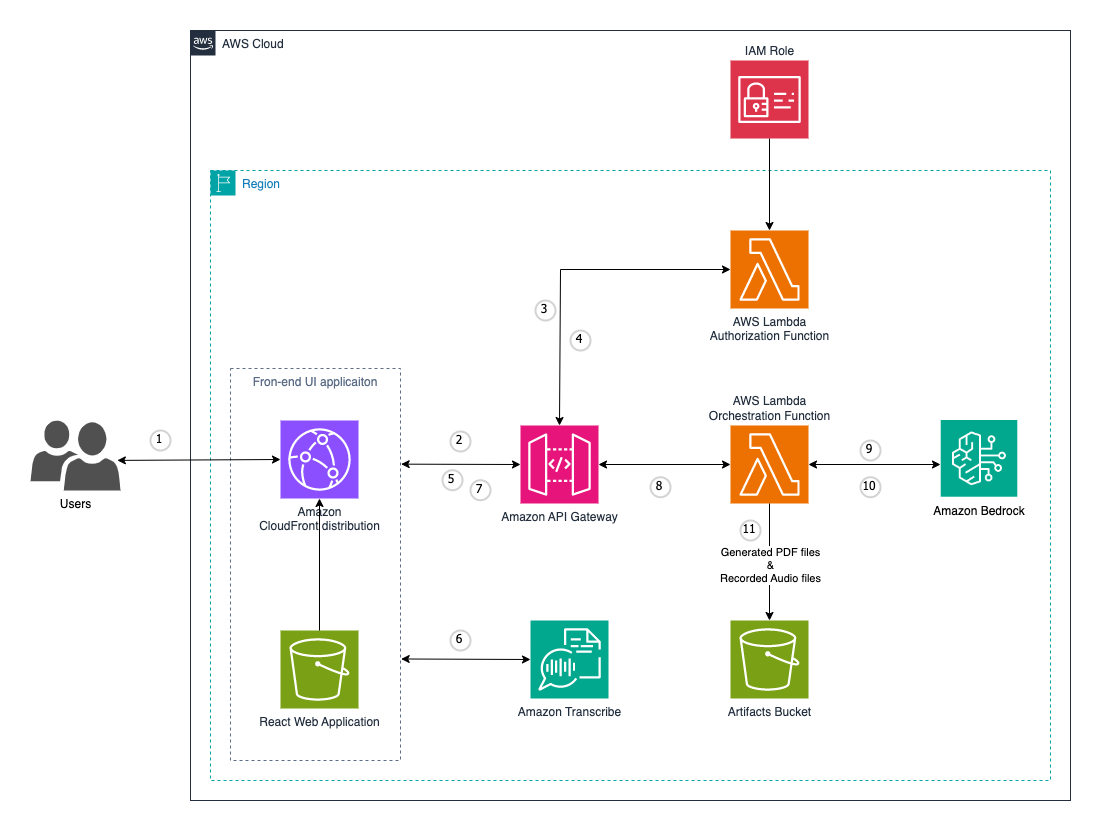 aws
AWS Cloud
IAM Role
Region
3
4
AWS Lambda
Authorization Function
Fron-end UI applicaiton
AWS Lambda
Orchestration Function
1
2
9
5
7
8
10
Users
Amazon
CloudFront distribution
Amazon API Gateway
Amazon Bedrock
11
Generated PDF files
&
Recorded Audio files
6
React Web Application
Amazon Transcribe
Artifacts Bucket